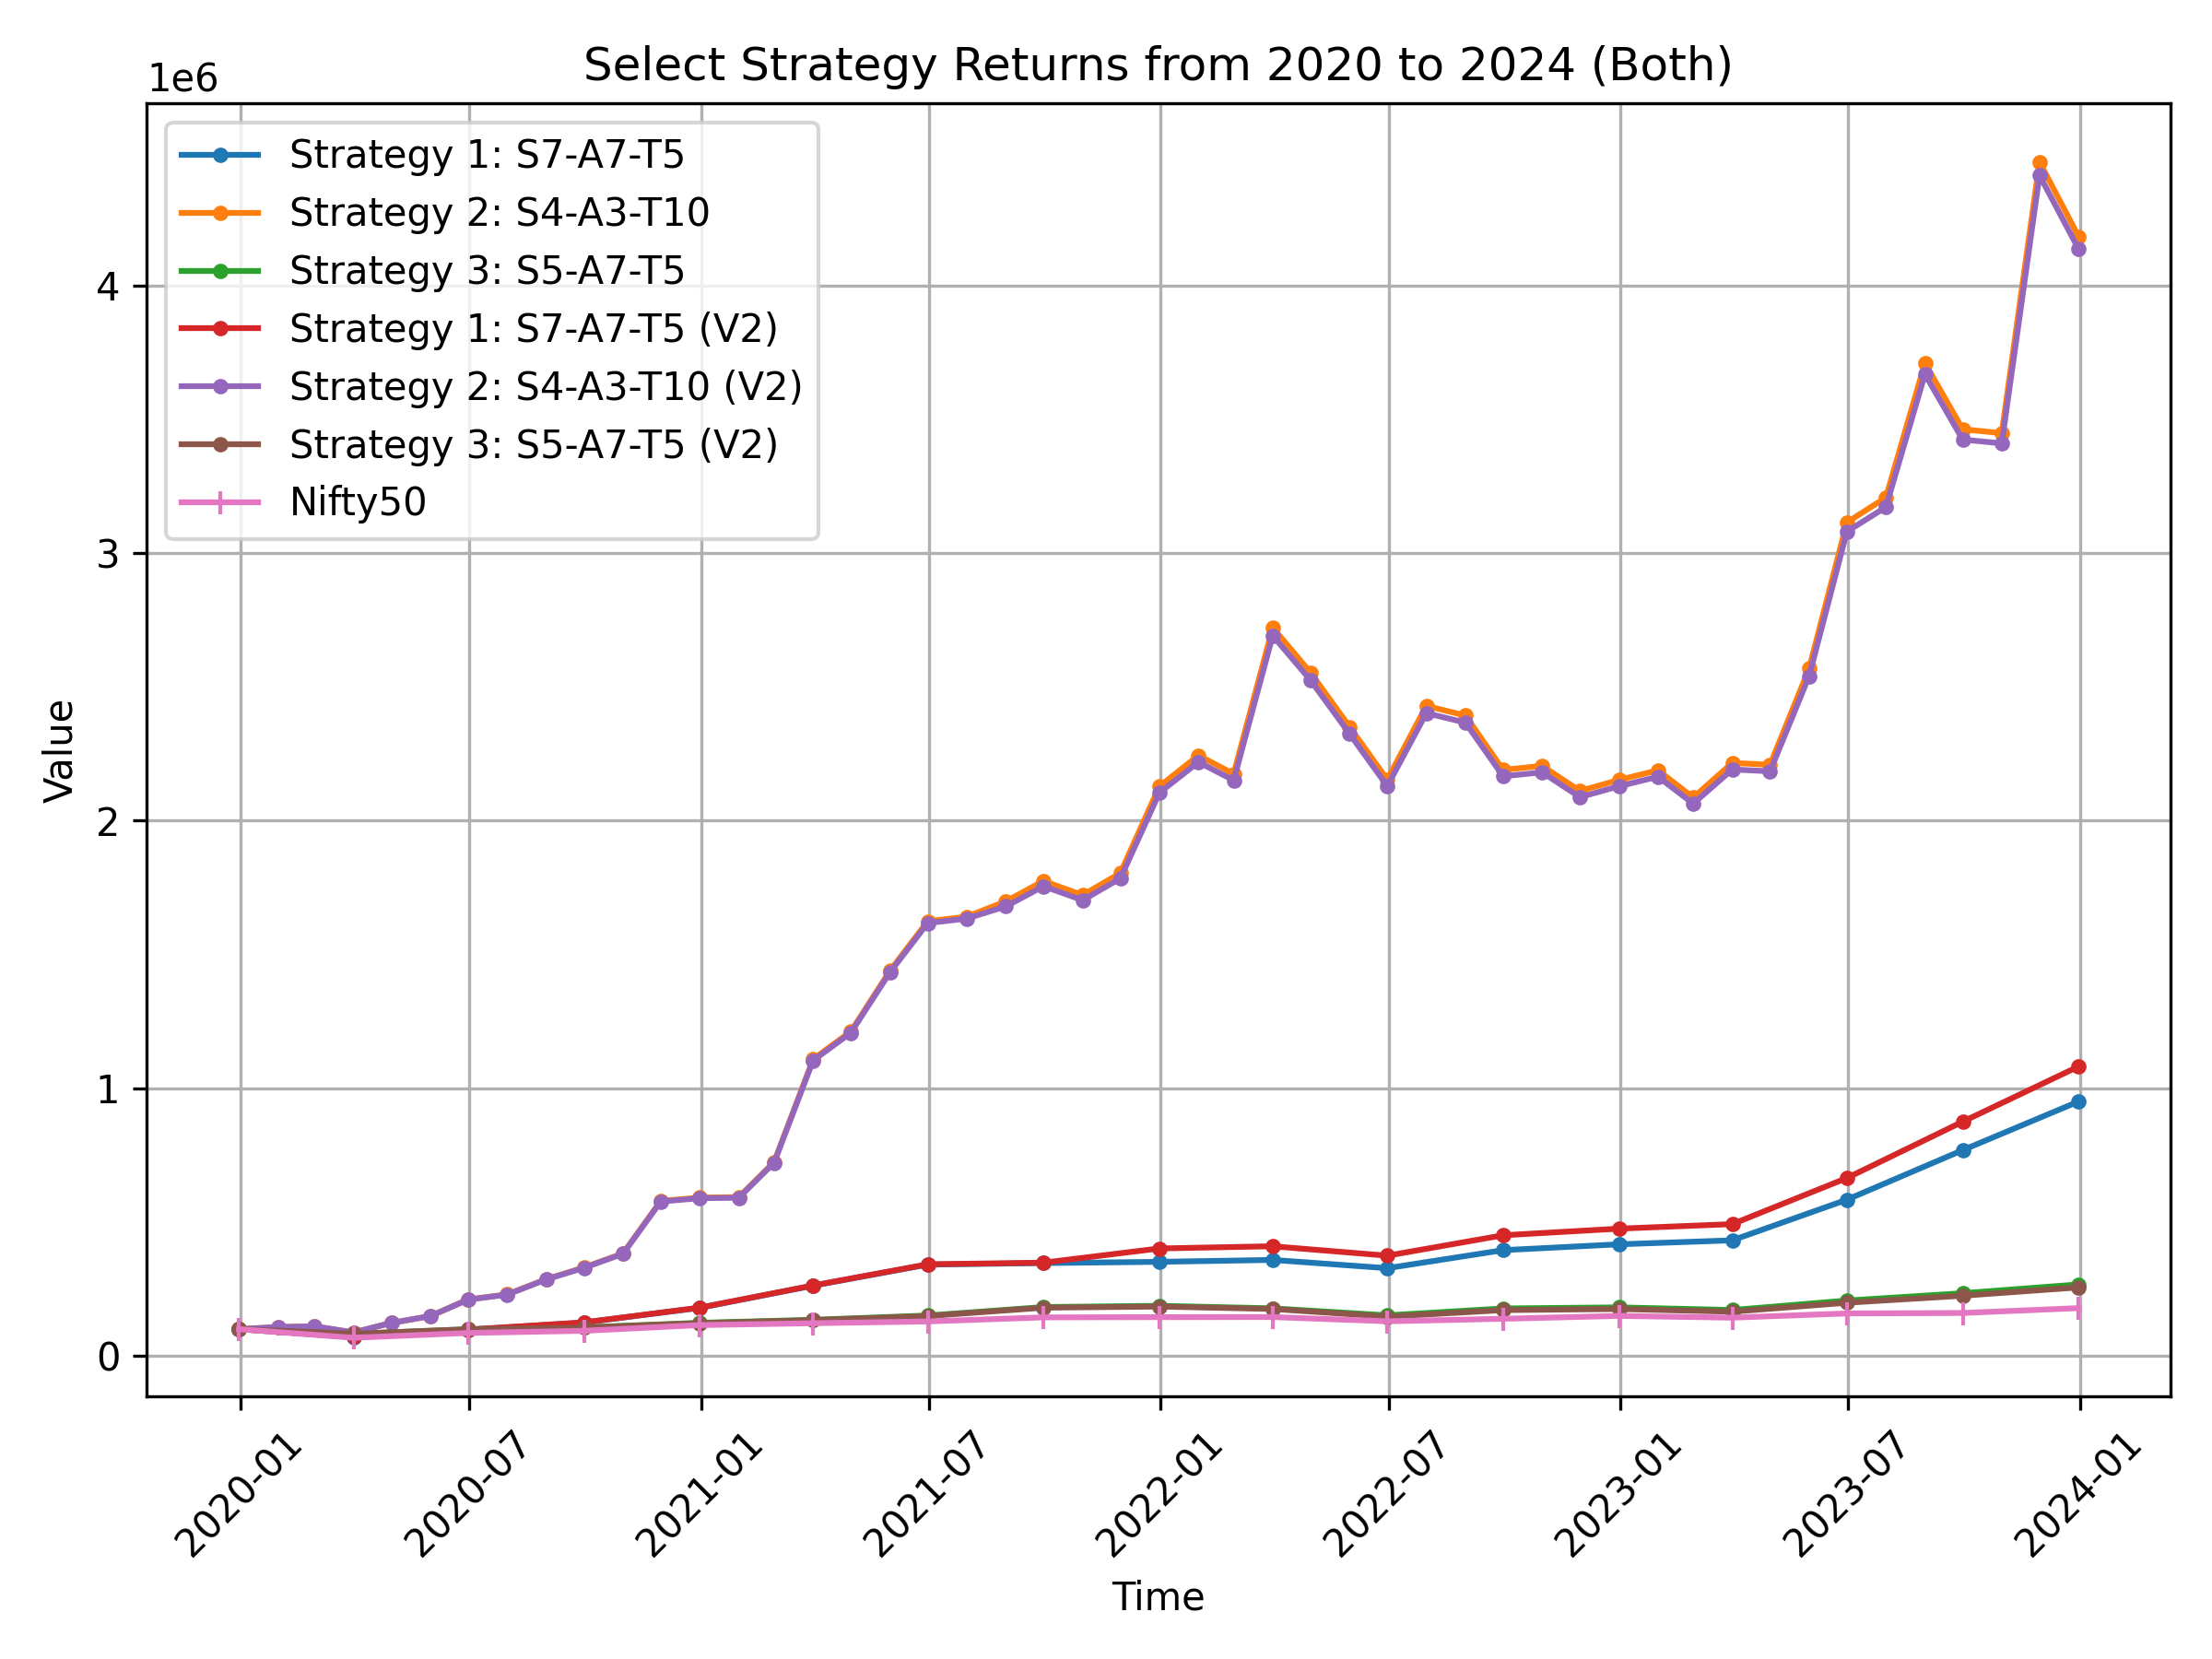 Select Strategy Returns from 2020 to 2024 (Both)
1e6
Strategy 1: S7-A7-T5
Strategy 2: S4-A3-T10
Strategy 3: S5-A7-T5
Strategy 1: S7-A7-T5 (V2)
Strategy 2: S4-A3-T10 (V2)
Strategy 3: S5-A7-T5 (V2)
Nifty50
4
3
2
1
0
Value
2020-01
2020-07
2021-01
2021-07
2022-01
2022-07
2023-01
2023-07
2024-01
Time